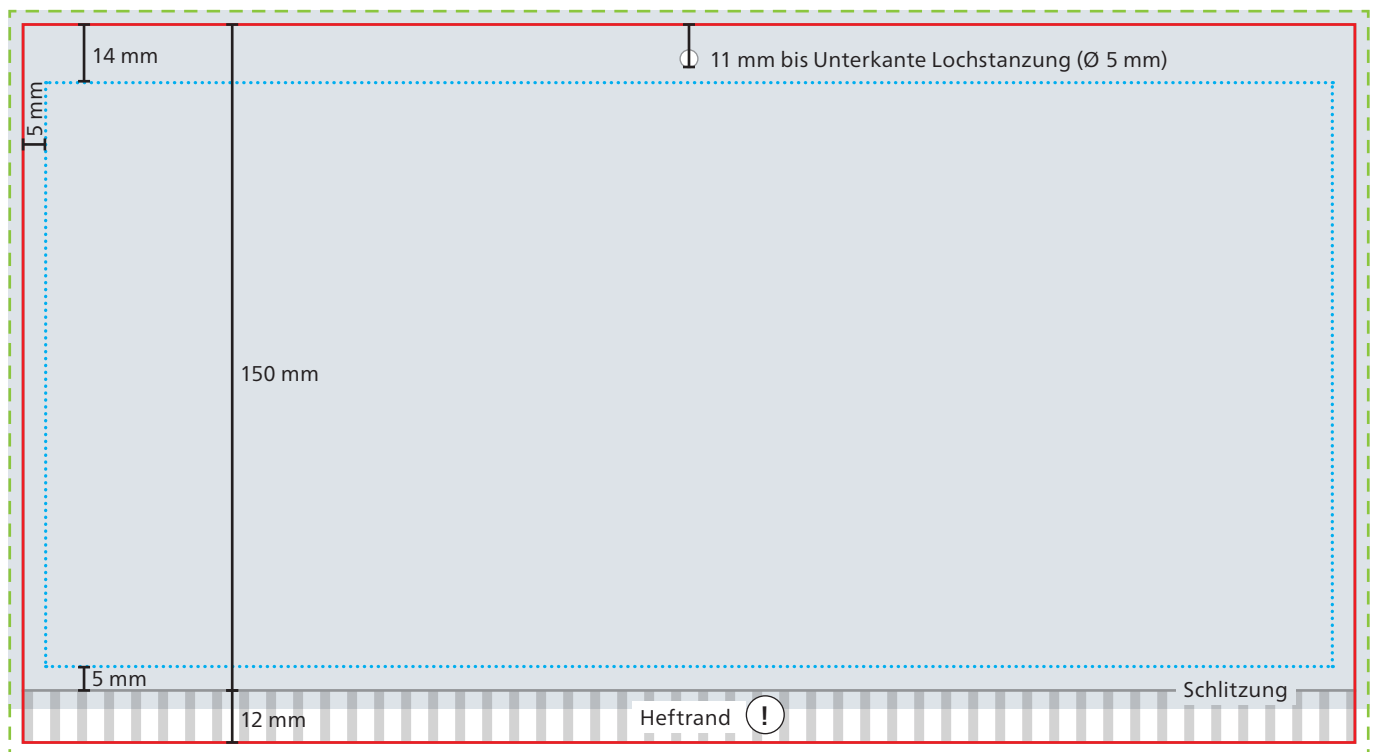 14 mm
11 mm bis Unterkante Lochstanzung (Ø 5 mm)
5 mm
150 mm
5 mm
Schlitzung
12 mm
Heftrand !